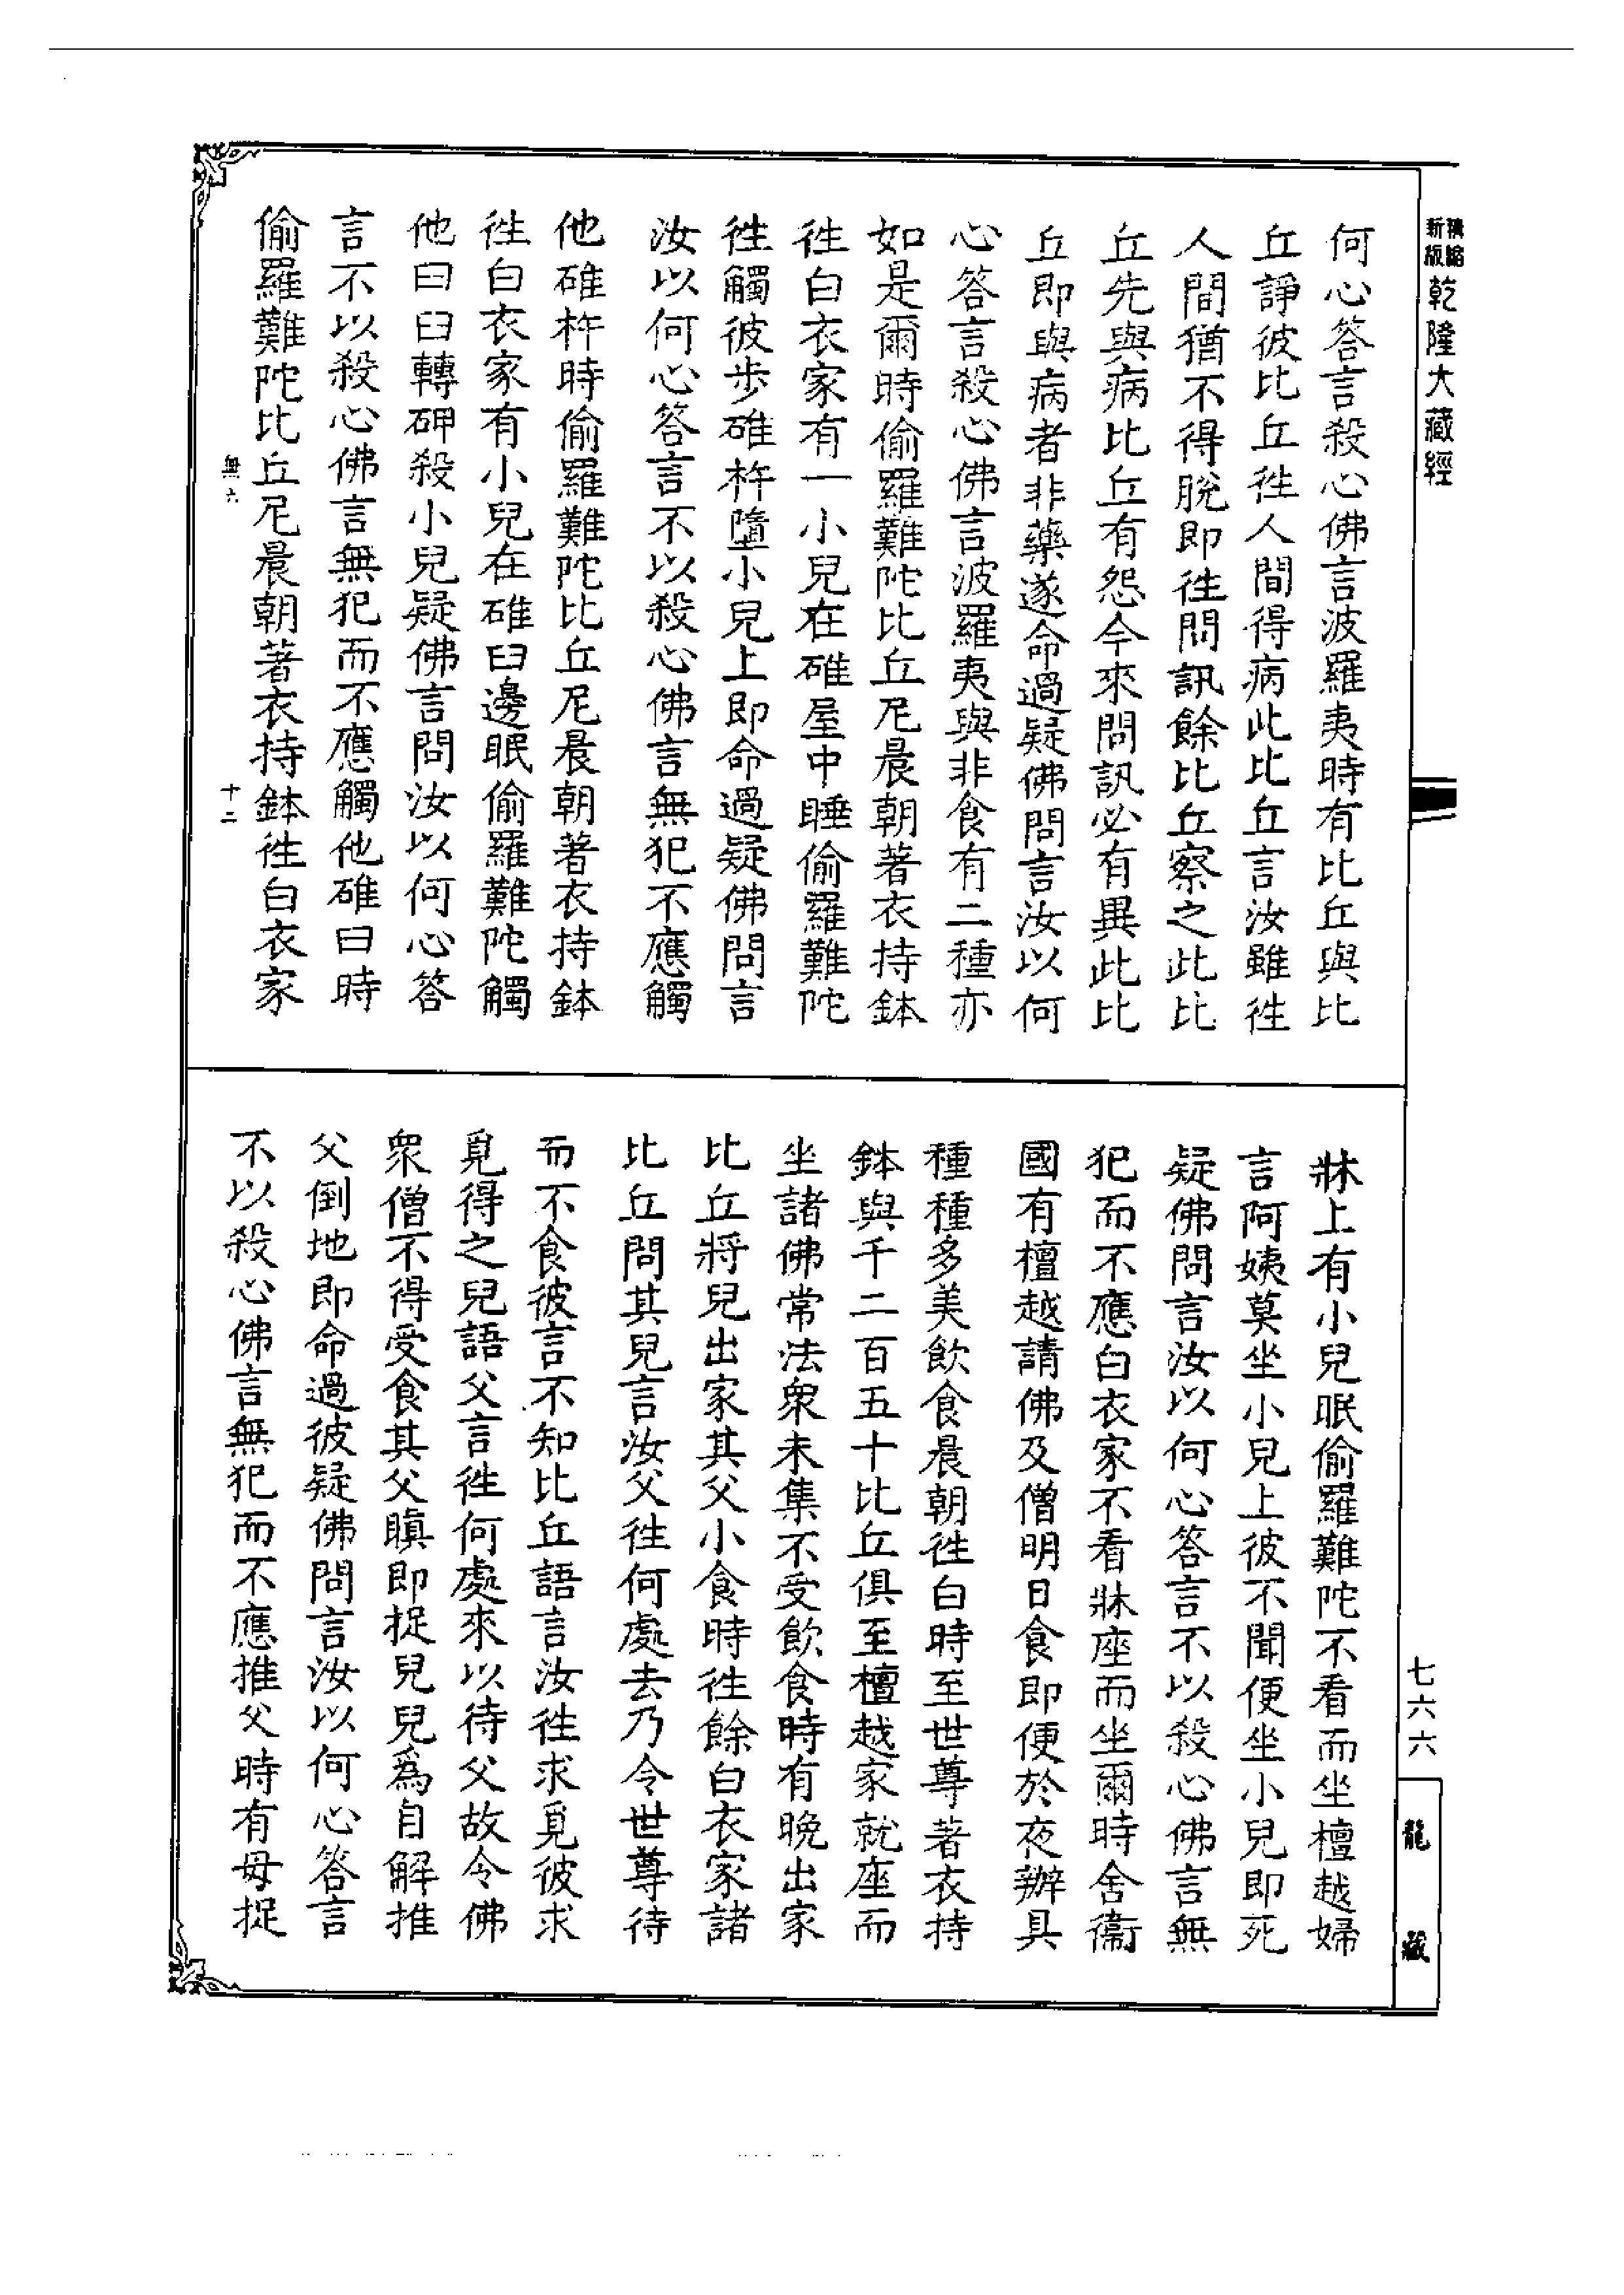 新版精縮乾隆大藏經
何心答言殺心佛言波羅夷時有比丘與比
丘諍彼比丘徃人間得病此比丘言汝雖徃
人間猶不得脫即徃問訊餘比丘察之此比
丘先與病比丘有怨今來問訊必有異此比
丘即與病者非藥遂命過疑佛問言汝以何
心答言殺心佛言波羅夷與非食有二種亦
如是爾時偷羅難陀比丘尼晨朝著衣持鉢
徃白衣家有一小兒在碓屋中睡偷羅難陀
徃觸彼步碓杵墮小兒上即命過疑佛問言
汝以何心答言不以殺心佛言無犯不應觸
他碓杵時偷羅難陀比丘尼晨朝著衣持鉢
徃白衣家有小兒在碓臼邊眠偷羅難陀觸
他臼臼轉硨殺小兒疑佛言問汝以何心答
言不以殺心佛言無犯而不應觸他碓臼時
偷羅難陀比丘尼晨朝著衣持鉢徃白衣家
無六 十二
牀上有小兒眠偷羅難陀不看而坐檀越婦
言阿姨莫坐小兒上彼不聞便坐小兒即死
疑佛問言汝以何心答言不以殺心佛言無
犯而不應白衣家不看牀座而坐爾時舍衞
國有檀越請佛及僧明日食即便於夜辦具
種種多美飲食晨朝徃白時至世尊著衣持
鉢與千二百五十比丘俱至檀越家就座而
坐諸佛常法衆未集不受飲食時有晚出家
比丘將兒出家其父小食時徃餘白衣家諸
比丘問其兒言汝父徃何處去乃令世尊待
而不食彼言不知比丘語言汝徃求覓彼求
覓得之兒語父言徃何處來以待父故令佛
衆僧不得受食其父瞋即捉兒兒爲自解推
父倒地即命過彼疑佛問言汝以何心答言
不以殺心佛言無犯而不應推父時有母捉
七六六
龍藏